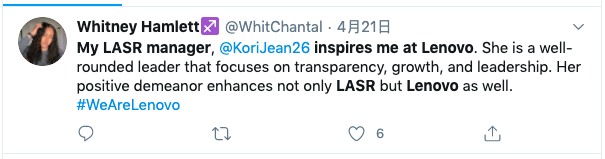 Whitney Hamlett♐ @WhitChantal · 4月21日
My LASR manager, @KoriJean26 inspires me at Lenovo. She is a well-
rounded leader that focuses on transparency, growth, and leadership. Her
positive demeanor enhances not only LASR but Lenovo as well.
#WeAreLenovo
6